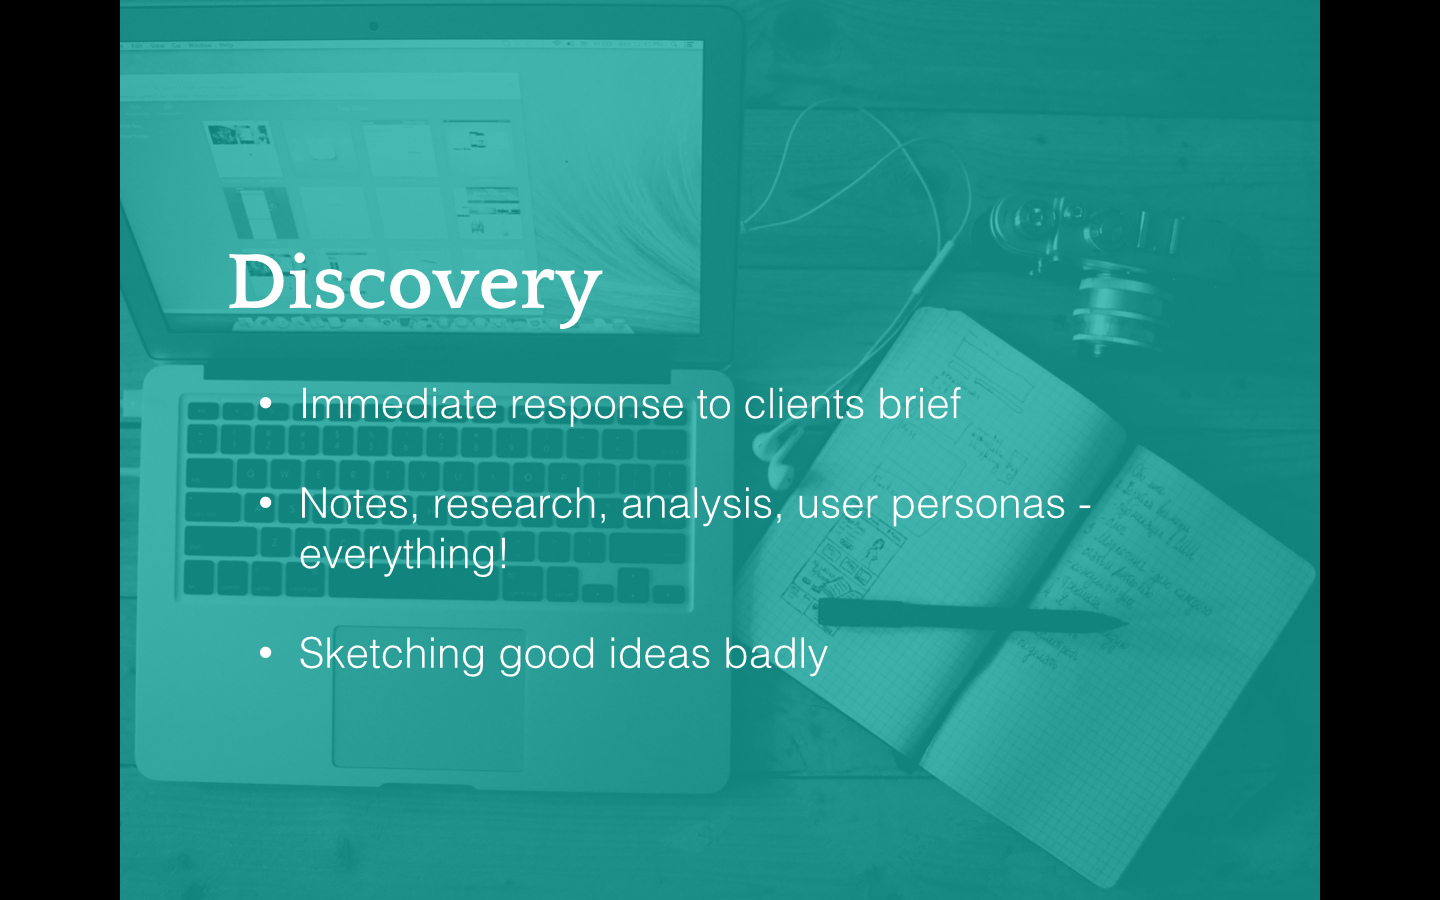 Discovery
• Immediate response to clients brief
• Notes, research, analysis, user personas -
everything!
• Sketching good ideas badly